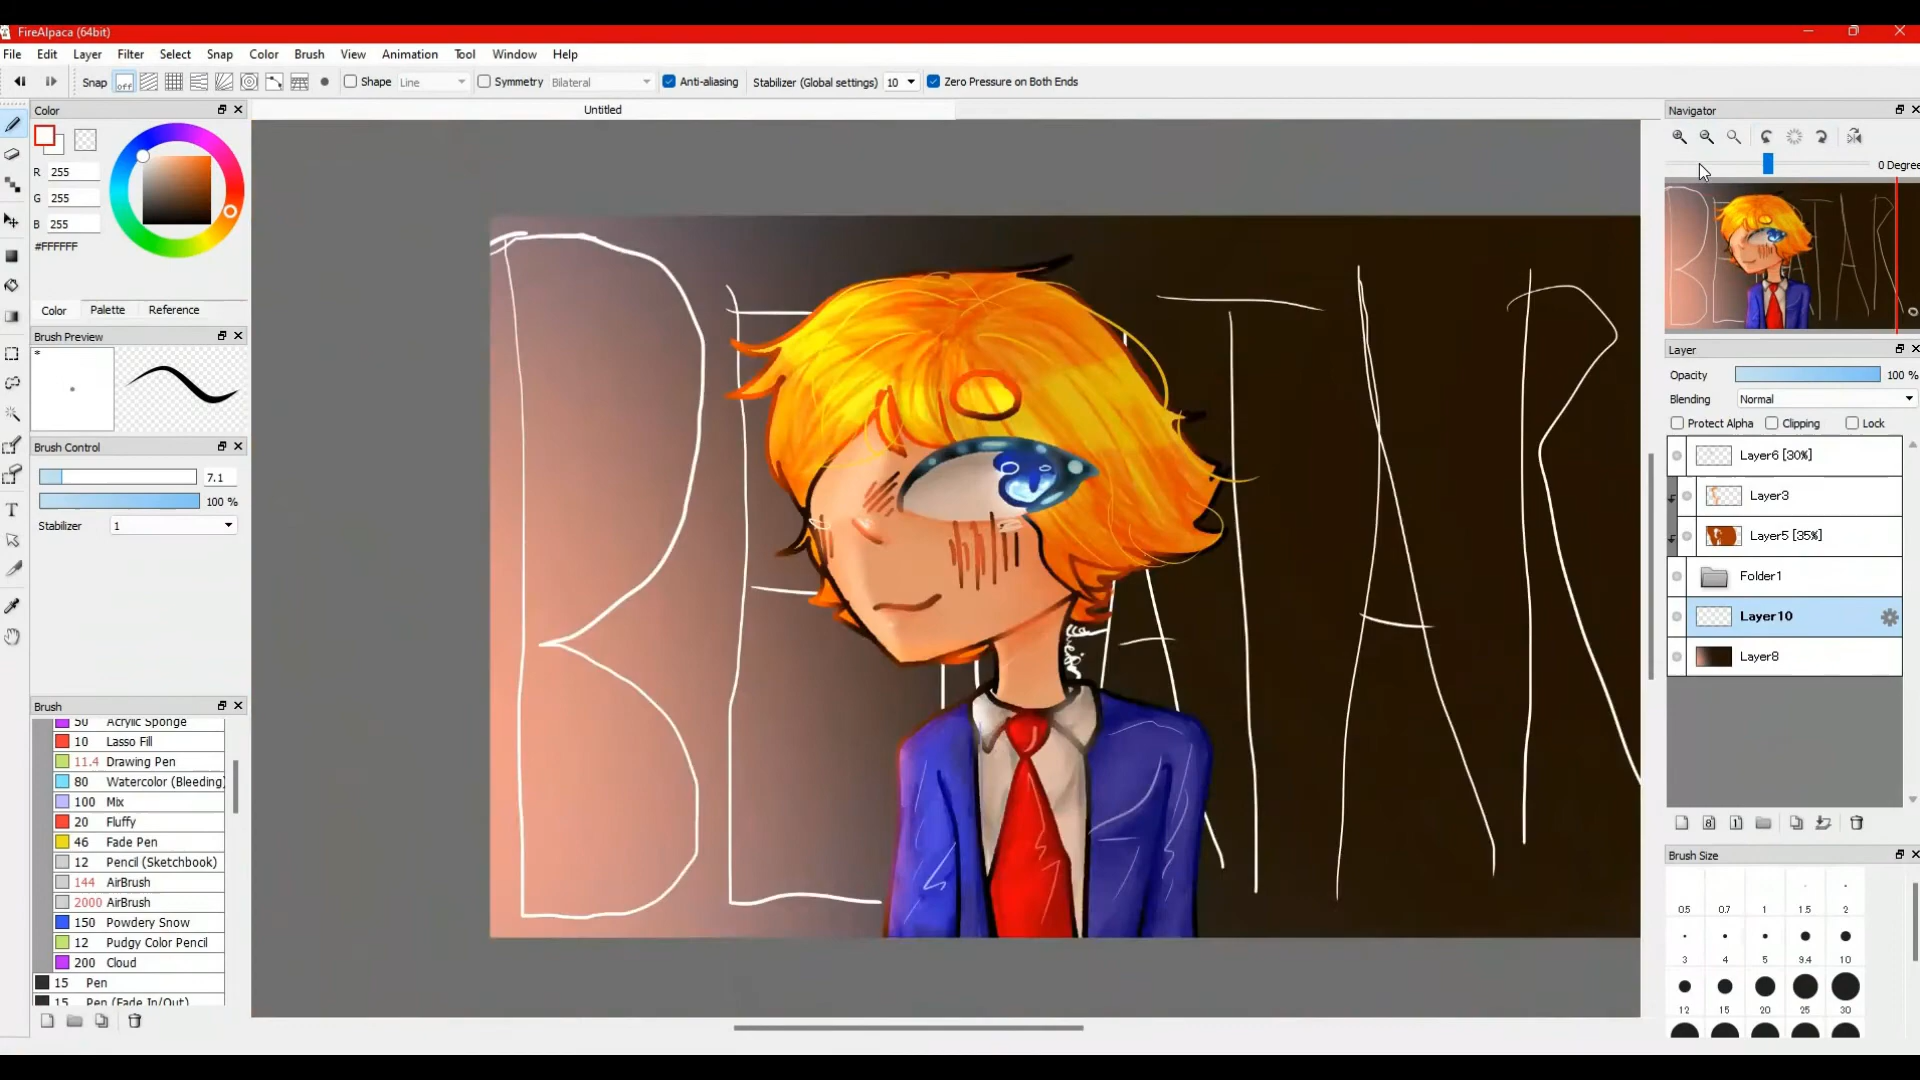 FireAlpaca (64bit)
File Edit Layer Filter Select Snap Color Brush View Animation Tool Window Help
Snap off Shape Line Symmetry Bilateral Anti-aliasing Stabilizer (Global settings) 10 Zero Pressure on Both Ends
Color
Untitled
Navigator
R 255
G 255
B 255
#FFFFFF
0 Degree
Color Palette Reference
Brush Preview
*
Brush Control
7.1
100 %
Stabilizer 1
Layer
Opacity 100 %
Blending Normal
Protect Alpha Clipping Lock
Layer6 [30%]
Layer3
Layer5 [35%]
Folder1
Layer10
Layer8
Brush
50 Acrylic Sponge
10 Lasso Fill
11.4 Drawing Pen
80 Watercolor (Bleeding)
100 Mix
20 Fluffy
46 Fade Pen
12 Pencil (Sketchbook)
144 AirBrush
2000 AirBrush
150 Powdery Snow
12 Pudgy Color Pencil
200 Cloud
15 Pen
15 Pen (Fade In/Out)
8 1
Brush Size
0.5 0.7 1 1.5 2
3 4 5 9.4 10
12 15 20 25 30